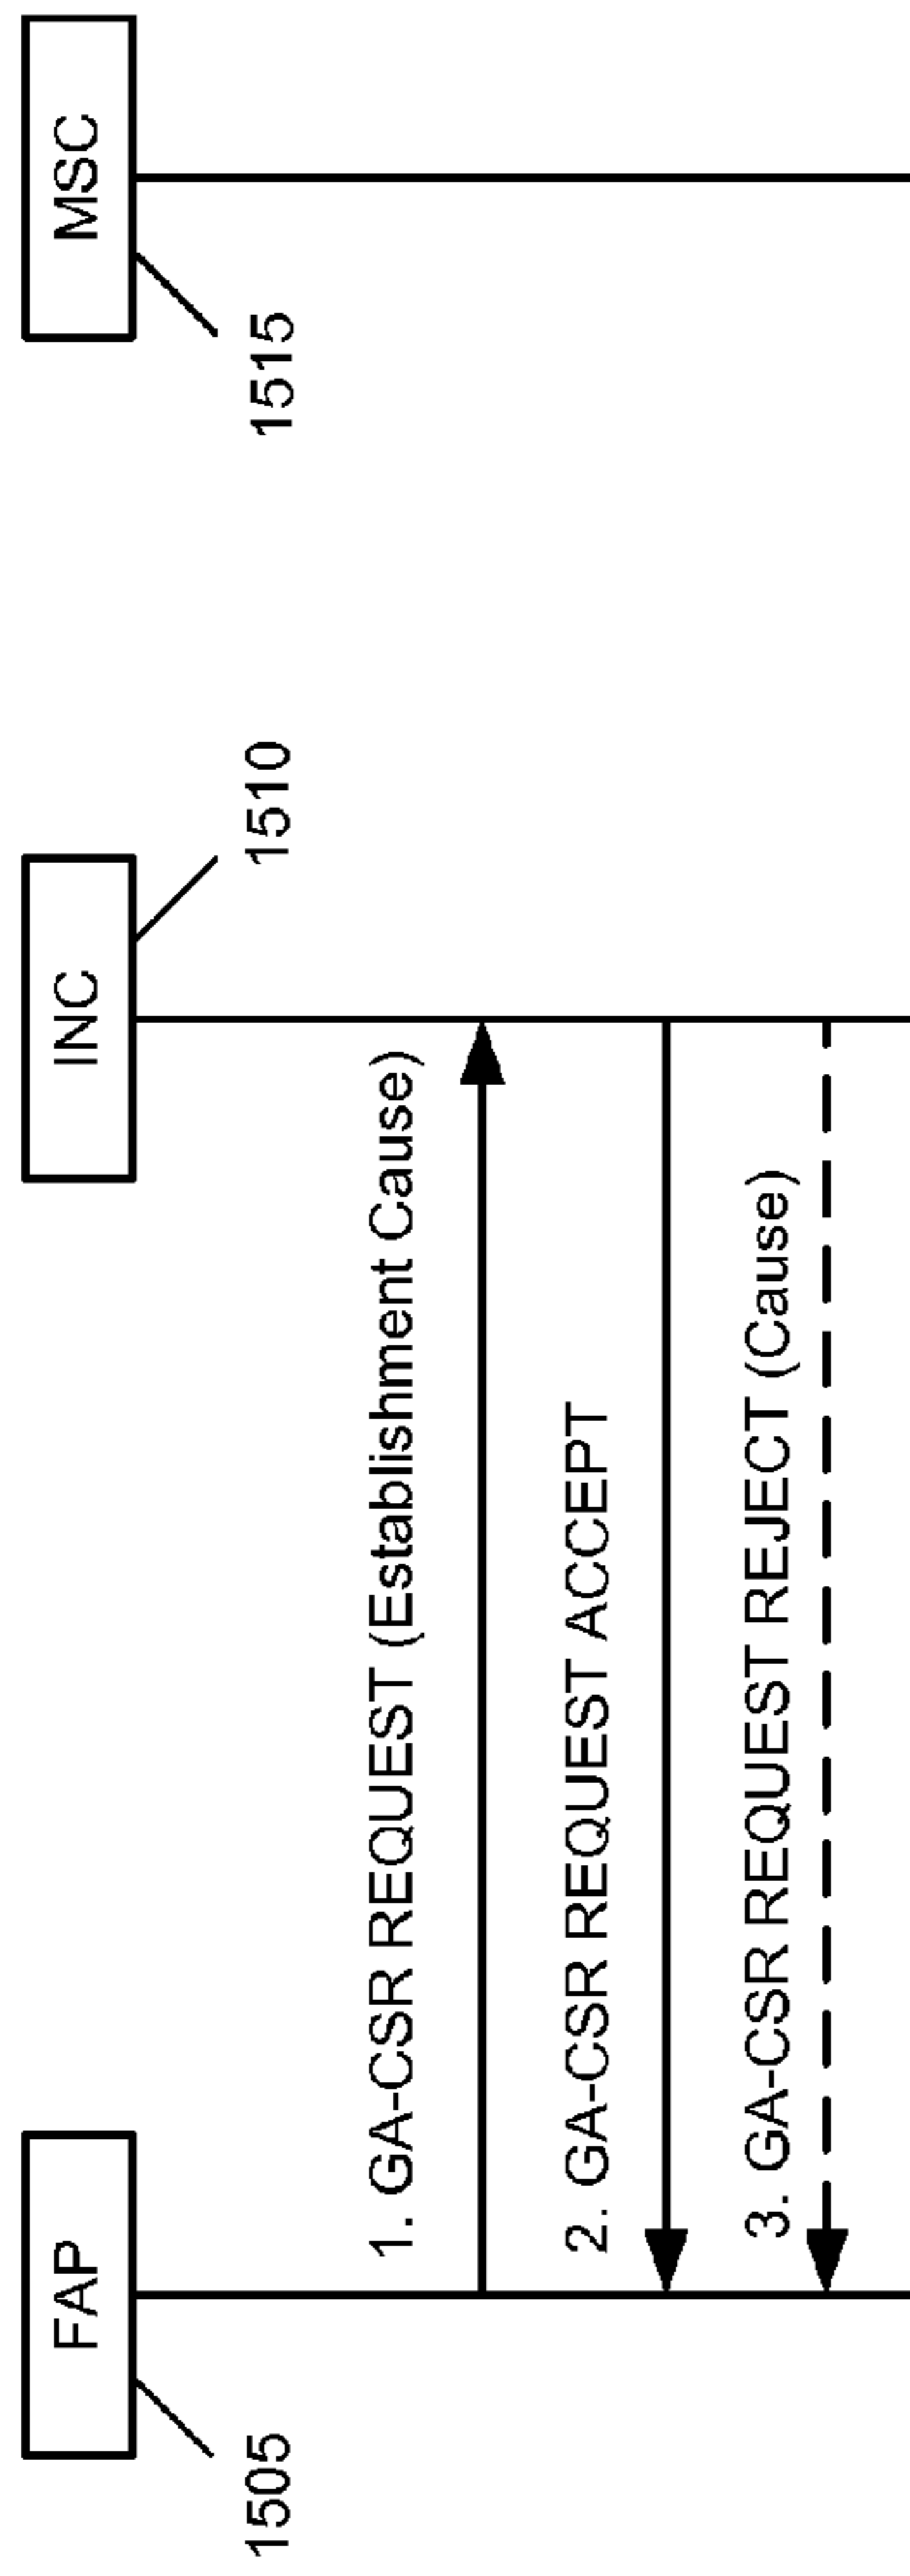 FAP
INC
MSC
1505
1510
1515
1. GA-CSR REQUEST (Establishment Cause)
2. GA-CSR REQUEST ACCEPT
3. GA-CSR REQUEST REJECT (Cause)